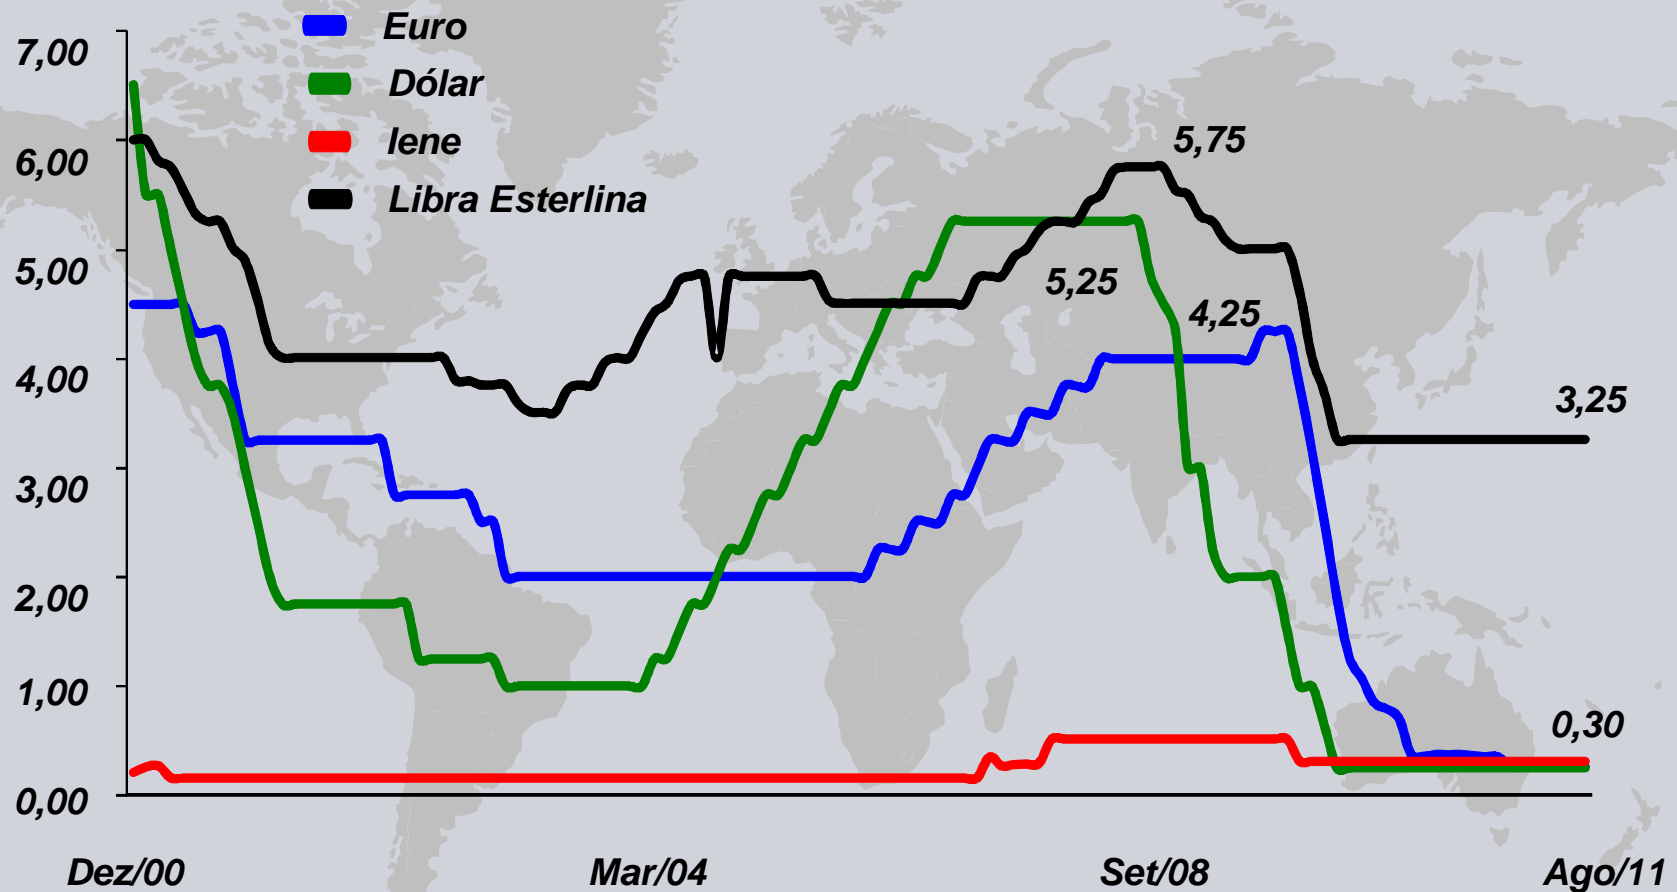 Euro
Dólar
Iene
Libra Esterlina
7,00
6,00
5,00
4,00
3,00
2,00
1,00
0,00
5,75
5,25
4,25
3,25
0,30
Dez/00
Mar/04
Set/08
Ago/11